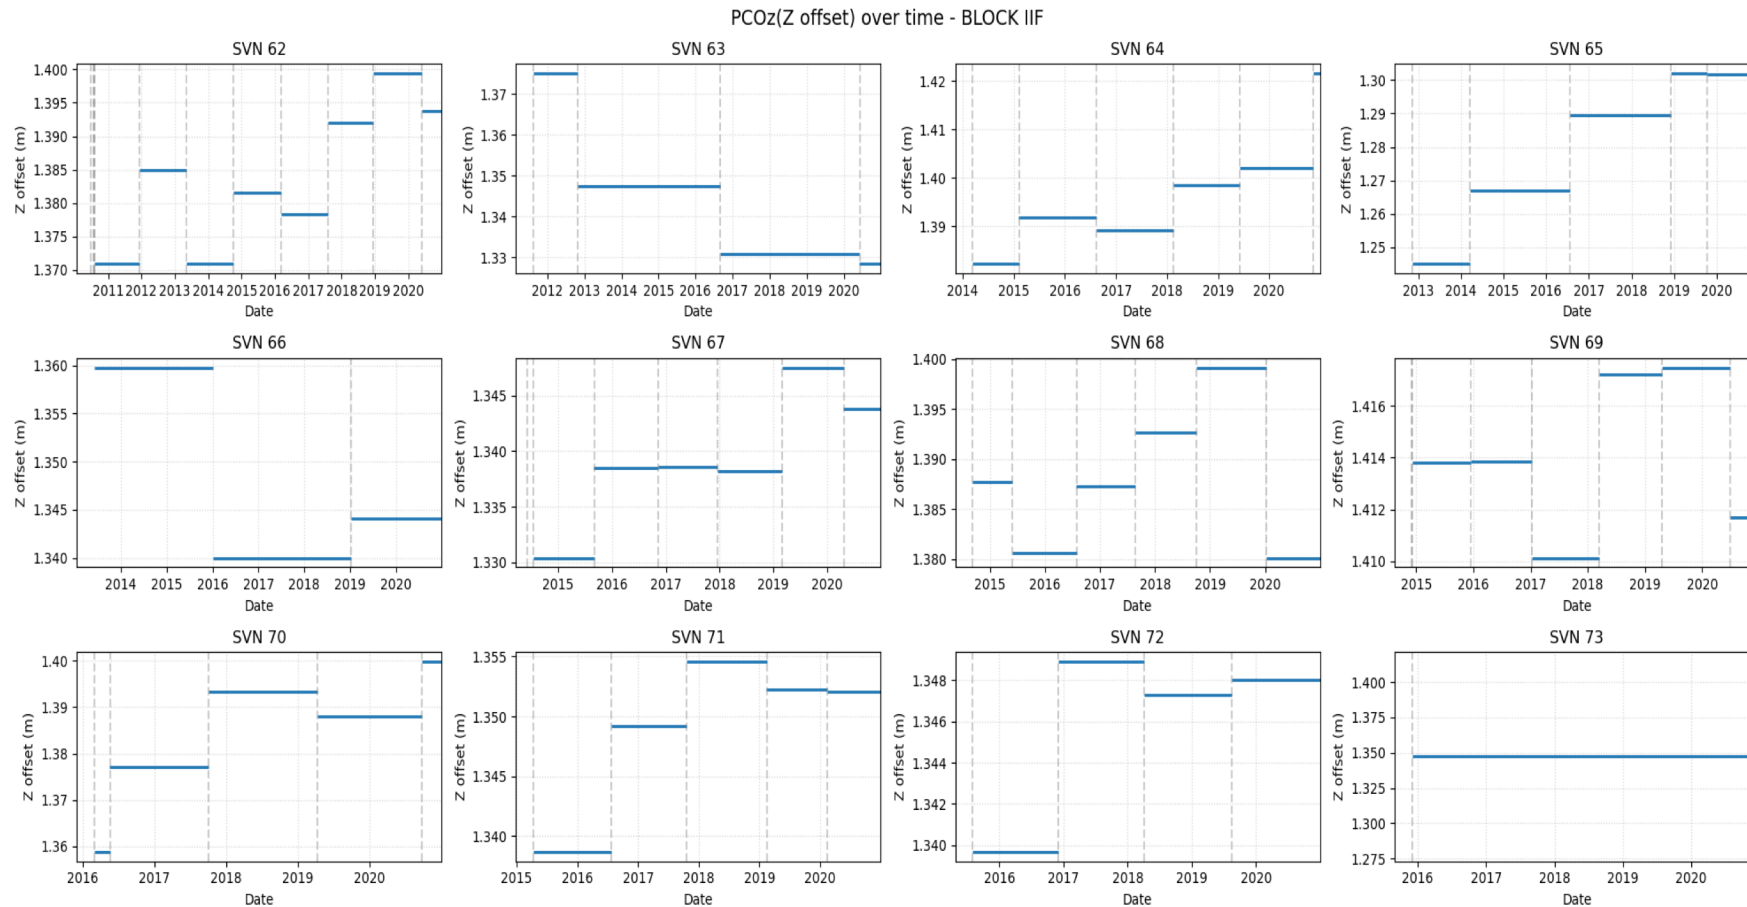 PCOz(Z offset) over time - BLOCK IIF
SVN 62
Z offset (m)
1.400
1.395
1.390
1.385
1.380
1.375
1.370
2011 2012 2013 2014 2015 2016 2017 2018 2019 2020
Date
SVN 63
Z offset (m)
1.37
1.36
1.35
1.34
1.33
2012 2013 2014 2015 2016 2017 2018 2019 2020
Date
SVN 64
Z offset (m)
1.42
1.41
1.40
1.39
2014 2015 2016 2017 2018 2019 2020
Date
SVN 65
Z offset (m)
1.30
1.29
1.28
1.27
1.26
1.25
2013 2014 2015 2016 2017 2018 2019 2020
Date
SVN 66
Z offset (m)
1.360
1.355
1.350
1.345
1.340
2014 2015 2016 2017 2018 2019 2020
Date
SVN 67
Z offset (m)
1.345
1.340
1.335
1.330
2015 2016 2017 2018 2019 2020
Date
SVN 68
Z offset (m)
1.400
1.395
1.390
1.385
1.380
2015 2016 2017 2018 2019 2020
Date
SVN 69
Z offset (m)
1.416
1.414
1.412
1.410
2015 2016 2017 2018 2019 2020
Date
SVN 70
Z offset (m)
1.40
1.39
1.38
1.37
1.36
2016 2017 2018 2019 2020
Date
SVN 71
Z offset (m)
1.355
1.350
1.345
1.340
2015 2016 2017 2018 2019 2020
Date
SVN 72
Z offset (m)
1.348
1.346
1.344
1.342
1.340
2016 2017 2018 2019 2020
Date
SVN 73
Z offset (m)
1.400
1.375
1.350
1.325
1.300
1.275
2016 2017 2018 2019 2020
Date